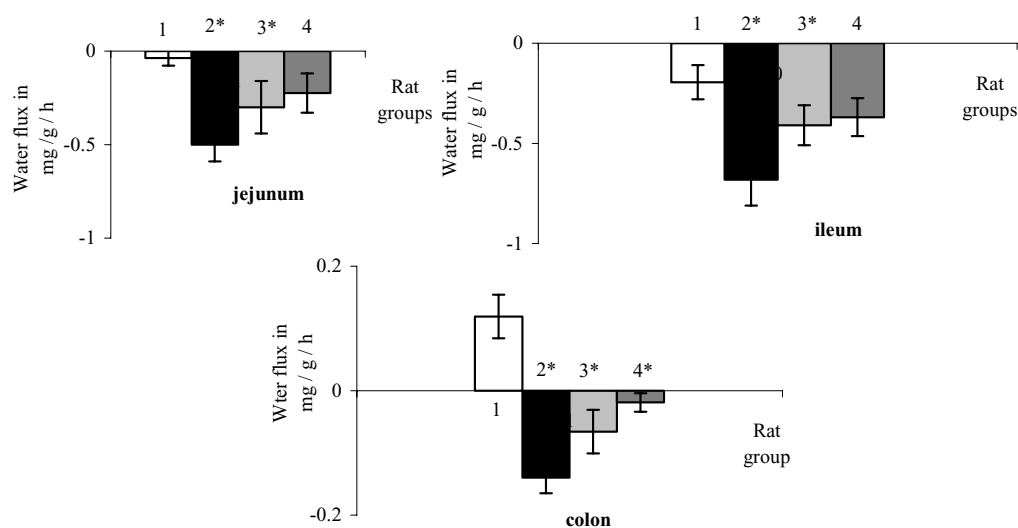 1 2* 3* 4
0
-0.5
-1
Water flux in
mg /g / h
Rat
groups
jejunum
1 2* 3* 4
0
-0.5
-1
Water flux in
mg / g / h
Rat
groups
ileum
0.2
0
-0.2
Wter flux in
mg / g / h
2* 3* 4*
1
Rat
group
colon